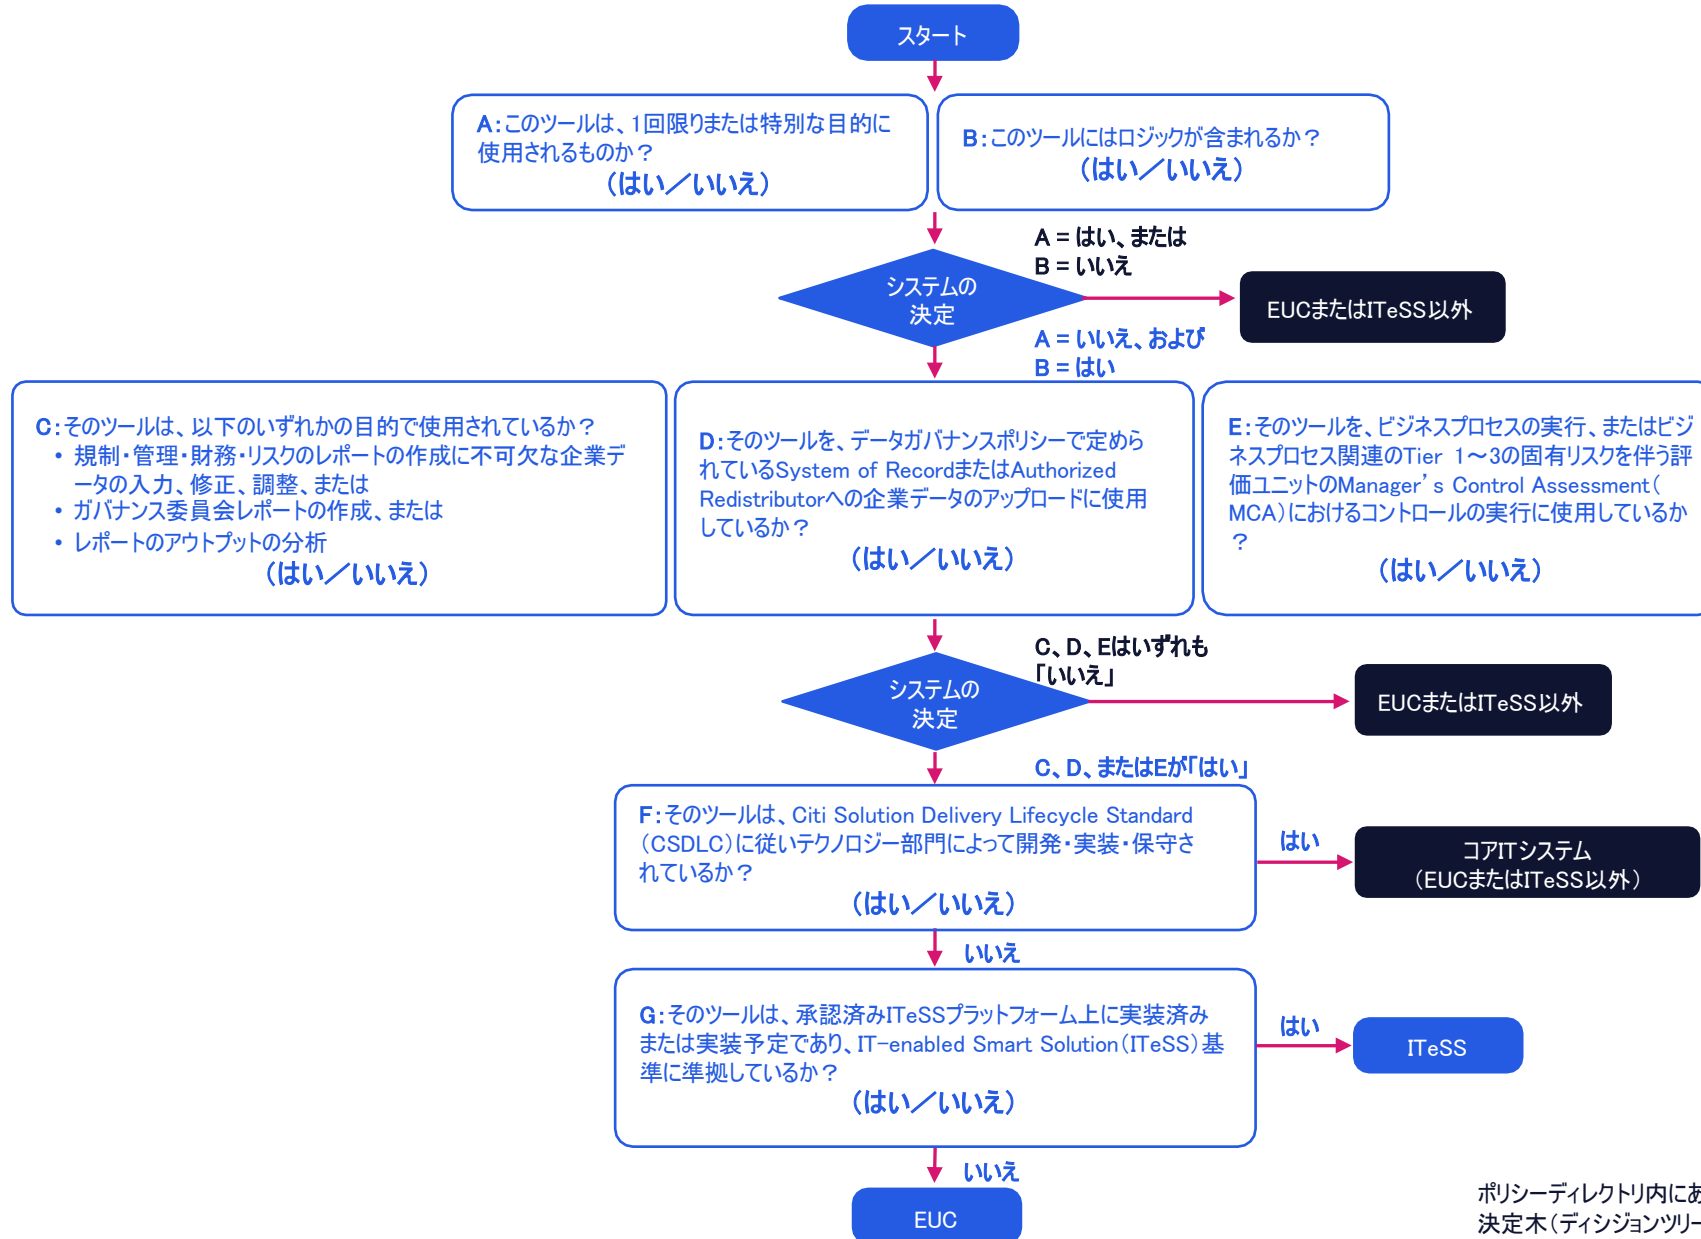 スタート
A：このツールは、1回限りまたは特別な目的に
使用されるものか？
（はい／いいえ）
B：このツールにはロジックが含まれるか？
（はい／いいえ）
システムの
決定
A = はい、または
B = いいえ
EUCまたはITeSS以外
A = いいえ、および
B = はい
C：そのツールは、以下のいずれかの目的で使用されているか？
• 規制・管理・財務・リスクのレポートの作成に不可欠な企業デ
ータの入力、修正、調整、または
• ガバナンス委員会レポートの作成、または
• レポートのアウトプットの分析
（はい／いいえ）
D：そのツールを、データガバナンスポリシーで定めら
れているSystem of RecordまたはAuthorized
Redistributorへの企業データのアップロードに使用
しているか？
（はい／いいえ）
E：そのツールを、ビジネスプロセスの実行、またはビジ
ネスプロセス関連のTier 1～3の固有リスクを伴う評
価ユニットのManager’s Control Assessment（
MCA）におけるコントロールの実行に使用しているか
？
（はい／いいえ）
システムの
決定
C、D、Eはいずれも
「いいえ」
EUCまたはITeSS以外
C、D、またはEが「はい」
F：そのツールは、Citi Solution Delivery Lifecycle Standard
（CSDLC）に従いテクノロジー部門によって開発・実装・保守さ
れているか？
（はい／いいえ）
はい
コアITシステム
（EUCまたはITeSS以外）
いいえ
G：そのツールは、承認済みITeSSプラットフォーム上に実装済み
または実装予定であり、IT-enabled Smart Solution（ITeSS）基
準に準拠しているか？
（はい／いいえ）
はい
ITeSS
いいえ
EUC
ポリシーディレクトリ内にあ
決定木（ディシジョンツリー